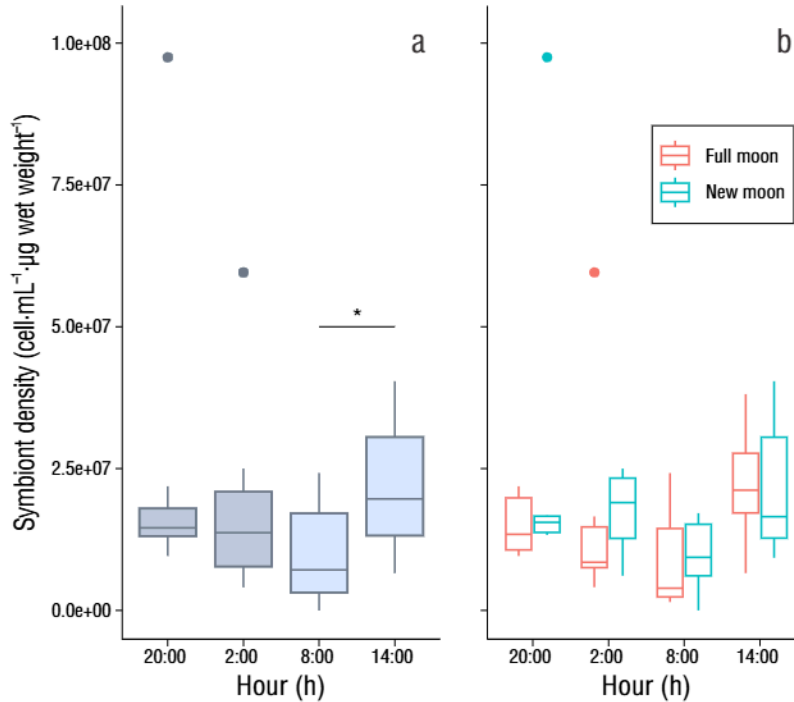 Symbiont density (cell·mL⁻¹·µg wet weight⁻¹)
1.0e+08
7.5e+07
5.0e+07
2.5e+07
0.0e+00
a
*
20:00 2:00 8:00 14:00
Hour (h)
b
Full moon
New moon
20:00 2:00 8:00 14:00
Hour (h)